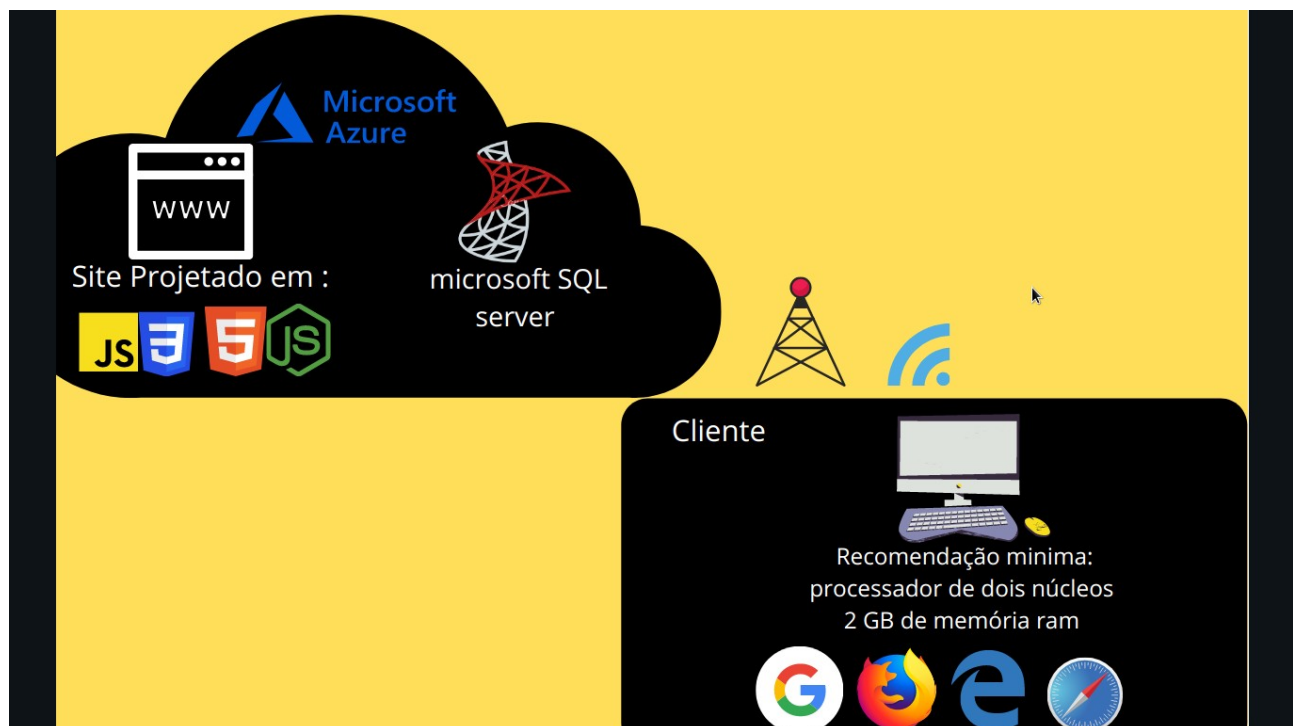 Microsoft
Azure
www
Site Projetado em :
JS
JS
microsoft SQL
server
Cliente
Recomendação minima:
processador de dois núcleos
2 GB de memória ram